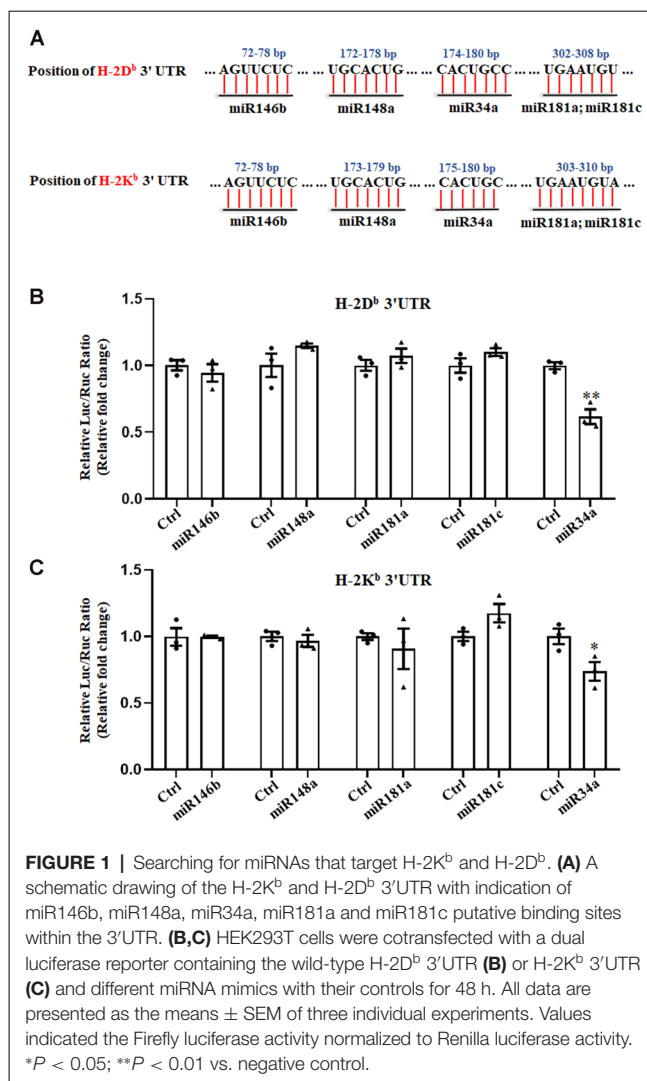 A
72-78 bp 172-178 bp 174-180 bp 302-308 bp
Position of H-2Dᵇ 3' UTR ... AGUUCUC ... ... UGCACUG ... ... CACUGCC ... ... UGAAUGU ...
miR146b miR148a miR34a miR181a; miR181c
72-78 bp 173-179 bp 175-180 bp 303-310 bp
Position of H-2Kᵇ 3' UTR ... AGUUCUC ... ... UGCACUG ... ... CACUGC ... ... UGAAUGUA ...
miR146b miR148a miR34a miR181a; miR181c
B
H-2Dᵇ 3'UTR
Relative Luc/Ruc Ratio
(Relative fold change)
1.5
1.0
0.5
0.0
**
Ctrl miR146b Ctrl miR148a Ctrl miR181a Ctrl miR181c Ctrl miR34a
C
H-2Kᵇ 3'UTR
Relative Luc/Ruc Ratio
(Relative fold change)
1.5
1.0
0.5
0.0
*
Ctrl miR146b Ctrl miR148a Ctrl miR181a Ctrl miR181c Ctrl miR34a
FIGURE 1 | Searching for miRNAs that target H-2Kᵇ and H-2Dᵇ. (A) A
schematic drawing of the H-2Kᵇ and H-2Dᵇ 3′UTR with indication of
miR146b, miR148a, miR34a, miR181a and miR181c putative binding sites
within the 3′UTR. (B,C) HEK293T cells were cotransfected with a dual
luciferase reporter containing the wild-type H-2Dᵇ 3′UTR (B) or H-2Kᵇ 3′UTR
(C) and different miRNA mimics with their controls for 48 h. All data are
presented as the means ± SEM of three individual experiments. Values
indicated the Firefly luciferase activity normalized to Renilla luciferase activity.
*P < 0.05; **P < 0.01 vs. negative control.